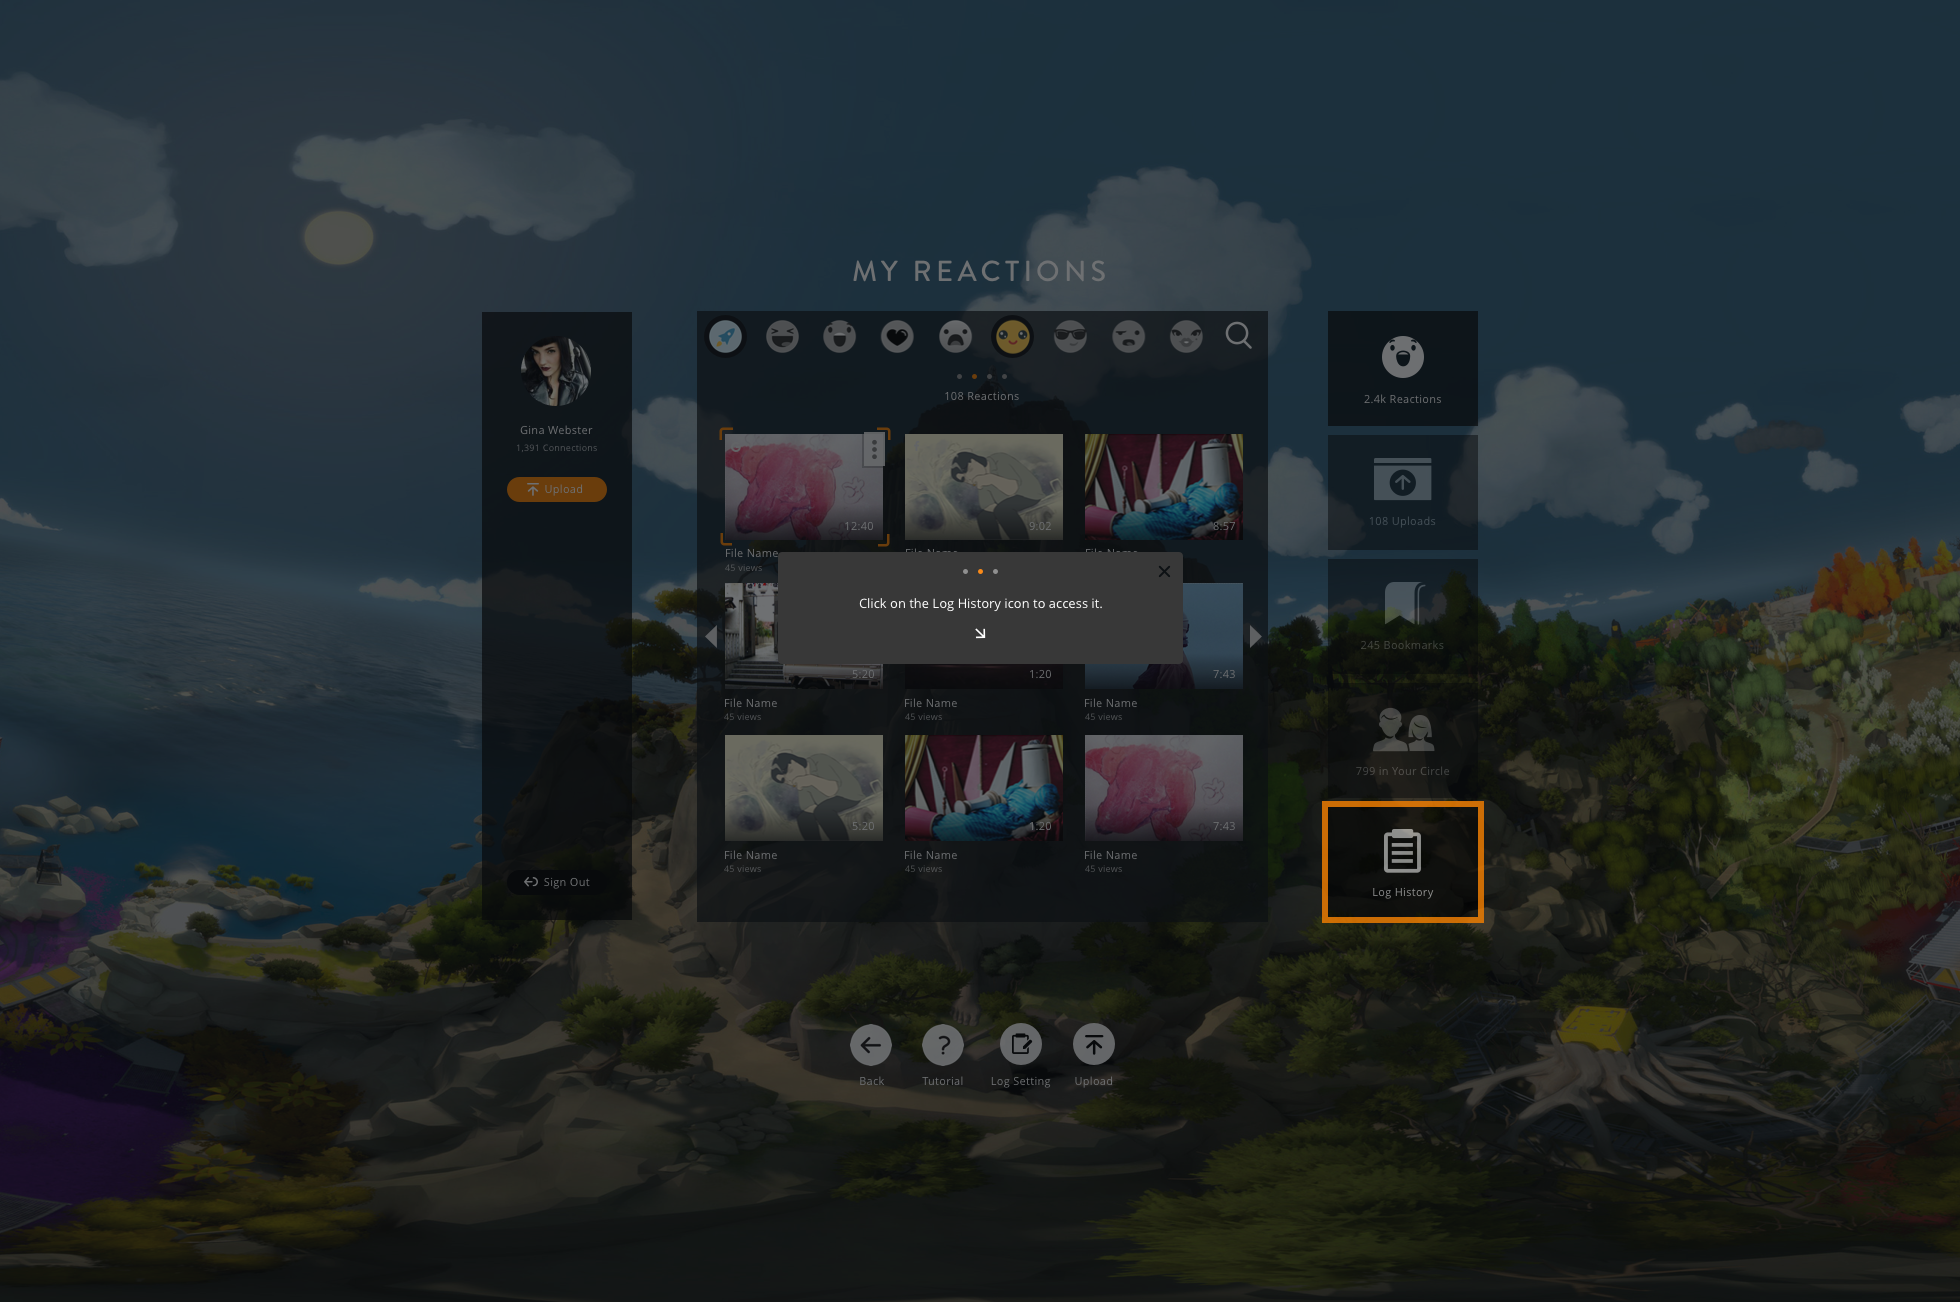 MY REACTIONS
Gina Webster
1,391 Connections
Upload
Sign Out
108 Reactions
12:40
9:02
8:57
File Name
File Name
File Name
45 views
Click on the Log History icon to access it.
5:20
1:20
7:43
File Name
File Name
File Name
45 views
45 views
45 views
5:20
1:20
7:43
File Name
File Name
File Name
45 views
45 views
45 views
2.4k Reactions
108 Uploads
245 Bookmarks
799 in Your Circle
Log History
?
Back
Tutorial
Log Setting
Upload